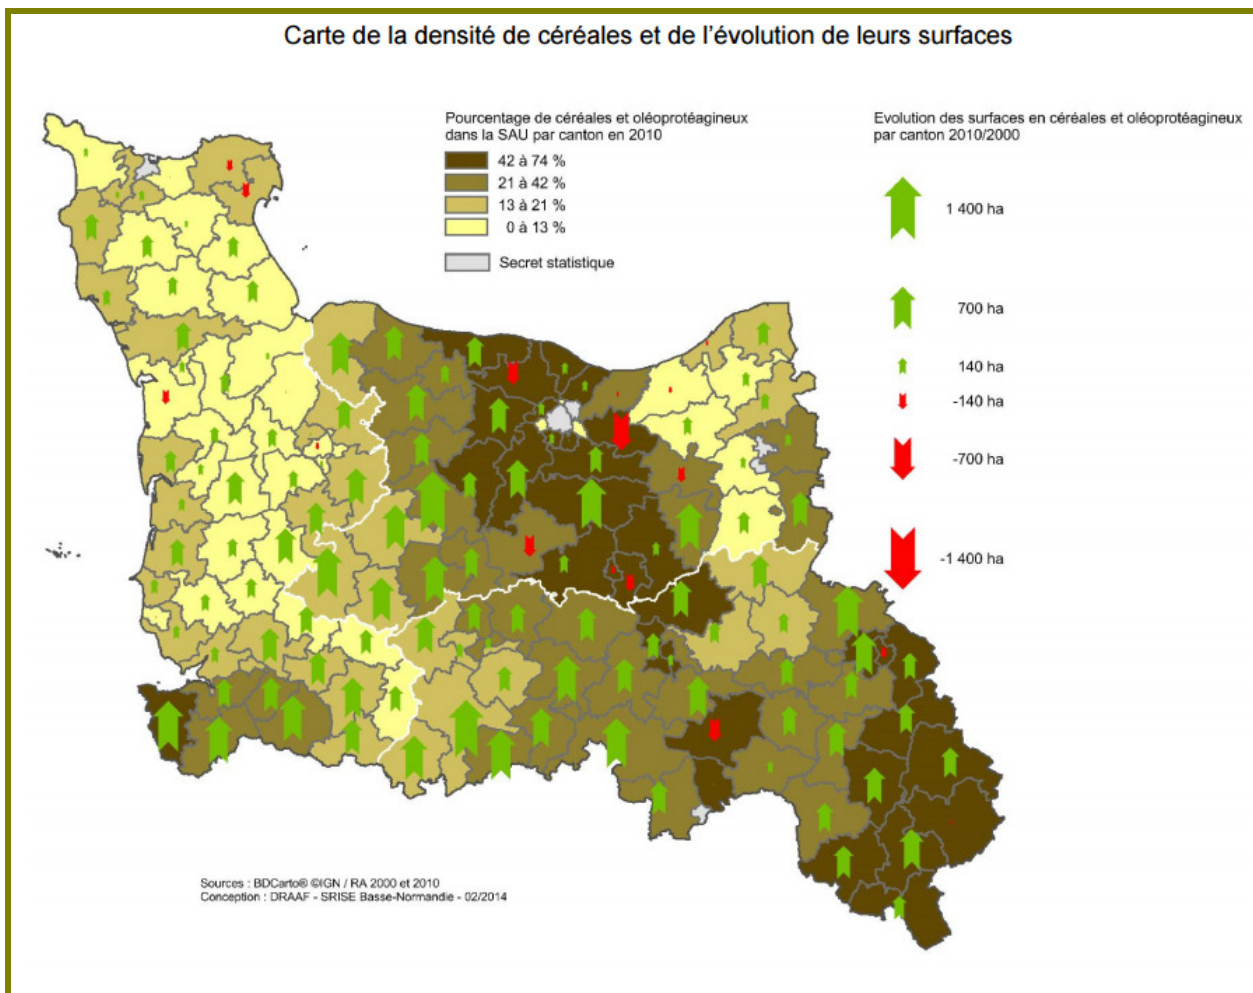 Carte de la densité de céréales et de l’évolution de leurs surfaces
Pourcentage de céréales et oléoprotéagineux
dans la SAU par canton en 2010
42 à 74 %
21 à 42 %
13 à 21 %
0 à 13 %
Secret statistique
Evolution des surfaces en céréales et oléoprotéagineux
par canton 2010/2000
1 400 ha
700 ha
140 ha
-140 ha
-700 ha
-1 400 ha
Sources : BDCarto® ©IGN / RA 2000 et 2010
Conception : DRAAF - SRISE Basse-Normandie - 02/2014